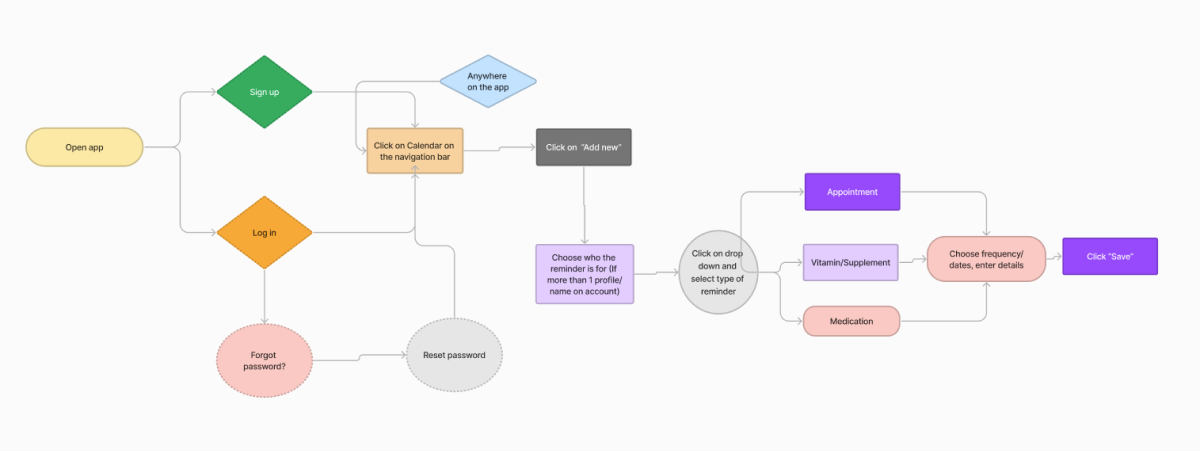 Open app
Sign up
Log in
Forgot
password?
Reset password
Anywhere
on the app
Click on Calendar on
the navigation bar
Click on "Add new"
Choose who the
reminder is for (If
more than 1 profile/
name on account)
Click on drop
down and
select type of
reminder
Appointment
Vitamin/Supplement
Medication
Choose frequency/
dates, enter details
Click "Save"